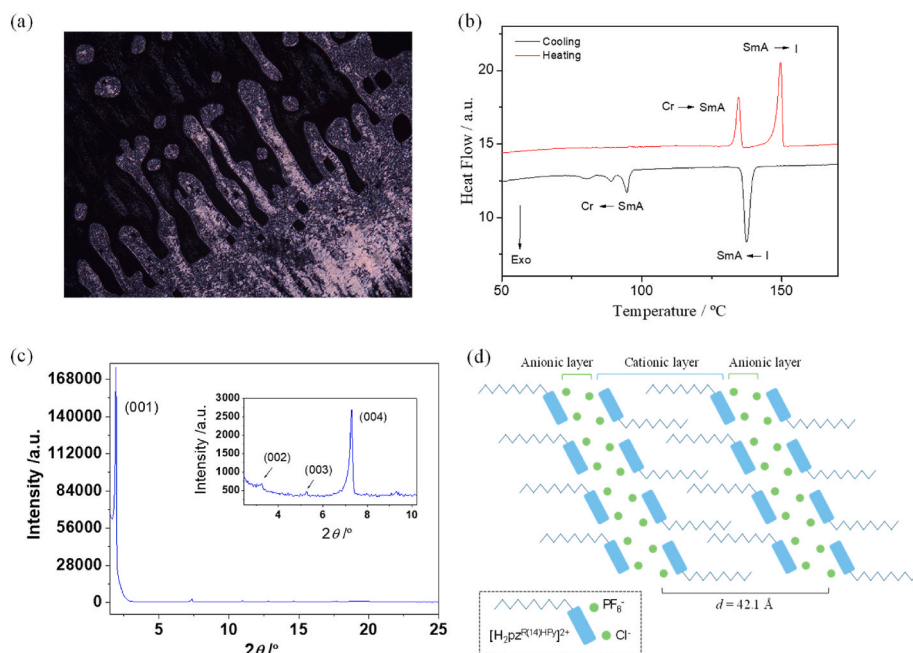 (a)
(b)
Cooling
Heating
SmA → I
Cr → SmA
Cr ← SmA
SmA ← I
Exo
20
15
10
50
100
150
Heat Flow / a.u.
Temperature / ºC
(c)
168000
140000
112000
84000
56000
28000
0
Intensity /a.u.
(001)
3000
2500
2000
1500
1000
500
Intensity /a.u.
(002)
(003)
(004)
4
6
8
10
2θ /º
5
10
15
20
25
2θ /º
(d)
Anionic layer
Cationic layer
Anionic layer
d = 42.1 Å
PF₆⁻
[H₂pzᴿ⁽¹⁴⁾ᴴᴾʸ]²⁺
Cl⁻